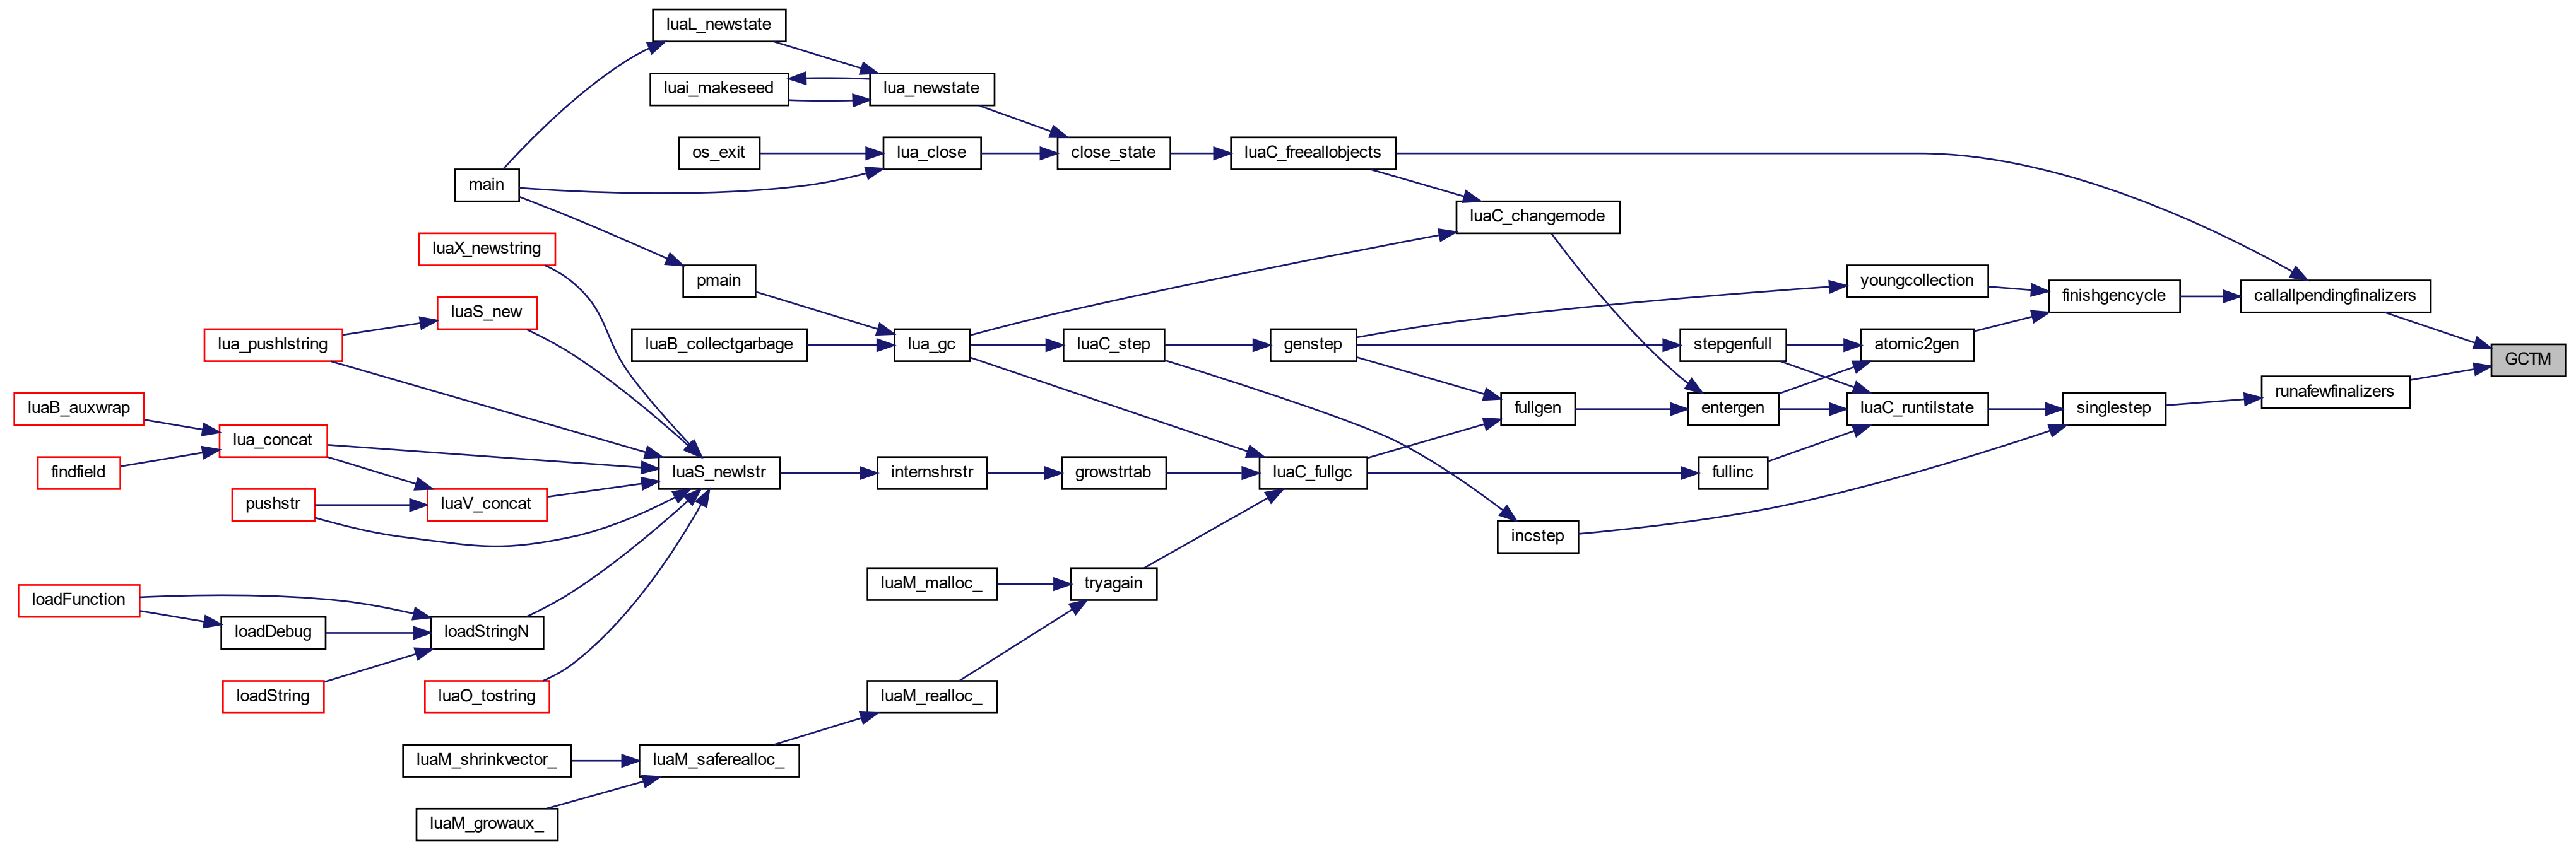 luaL_newstate
luai_makeseed
lua_newstate
os_exit
lua_close
close_state
luaC_freeallobjects
main
luaC_changemode
luaX_newstring
pmain
youngcollection
finishgencycle
callallpendingfinalizers
luaS_new
lua_pushlstring
luaB_collectgarbage
lua_gc
luaC_step
genstep
stepgenfull
atomic2gen
GCTM
runafewfinalizers
luaB_auxwrap
lua_concat
fullgen
entergen
luaC_runtilstate
singlestep
findfield
luaS_newlstr
internshrstr
growstrtab
luaC_fullgc
fullinc
pushstr
luaV_concat
incstep
luaM_malloc_
tryagain
loadFunction
loadDebug
loadStringN
loadString
luaO_tostring
luaM_realloc_
luaM_shrinkvector_
luaM_saferealloc_
luaM_growaux_